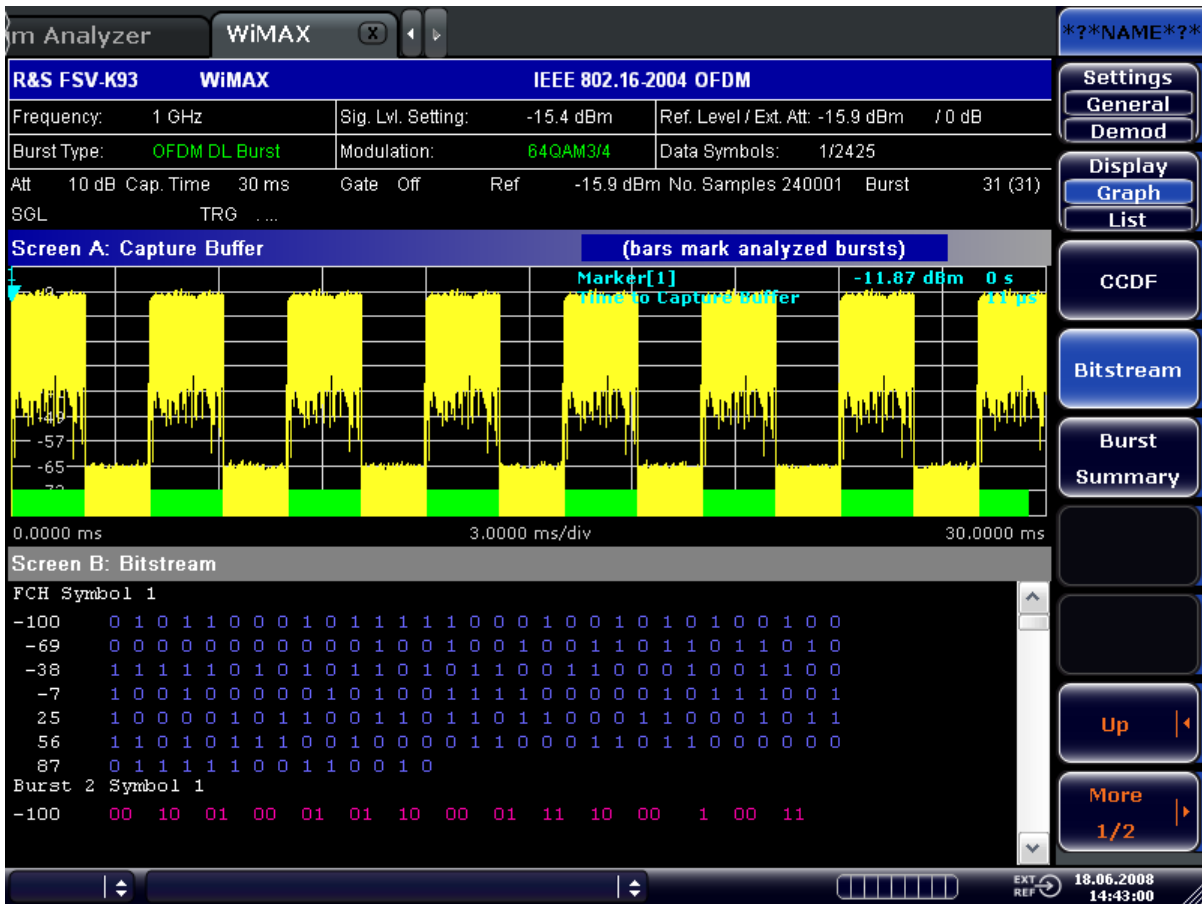 m Analyzer WiMAX X
*?*NAME*?*
R&S FSV-K93 WiMAX IEEE 802.16-2004 OFDM
Frequency: 1 GHz Sig. Lvl. Setting: -15.4 dBm Ref. Level / Ext. Att: -15.9 dBm / 0 dB
Burst Type: OFDM DL Burst Modulation: 64QAM3/4 Data Symbols: 1/2425
Att 10 dB Cap. Time 30 ms Gate Off Ref -15.9 dBm No. Samples 240001 Burst 31 (31)
SGL TRG . ...
Screen A: Capture Buffer (bars mark analyzed bursts)
1
Marker[1] -11.87 dBm 0 s
Time to Capture Buffer 11 µs
-49
-57
-65
-73
0.0000 ms 3.0000 ms/div 30.0000 ms
Screen B: Bitstream
FCH Symbol 1
-100 0 1 0 1 1 0 0 0 1 0 1 1 1 1 1 0 0 0 1 0 0 1 0 1 0 1 0 0 1 0 0
-69 0 0 0 0 0 0 0 0 1 0 1 0 0 1 0 0 1 0 0 1 1 0 1 0 0 1 1 1 0 1 0
-38 1 1 1 1 1 0 1 0 1 0 1 1 0 1 0 1 1 0 0 1 1 0 0 0 1 0 0 1 1 0 0
-7 1 0 0 1 0 0 0 0 0 1 0 1 0 0 1 1 1 1 0 0 0 0 0 1 0 1 1 1 0 0 1
25 1 0 0 0 0 1 0 1 1 0 0 1 1 0 1 0 1 1 0 0 0 1 1 0 0 0 1 0 1 1
56 1 1 0 1 0 1 1 1 0 0 1 0 0 0 0 1 1 0 0 0 1 1 0 1 1 0 0 0 0 0 0
87 0 1 1 1 1 1 0 0 1 1 0 0 1 0
Burst 2 Symbol 1
-100 00 10 01 00 01 01 10 00 01 11 10 00 1 00 11
Settings
General
Demod
Display
Graph
List
CCDF
Bitstream
Burst
Summary
Up
More
1/2
EXT
REF
18.06.2008
14:43:00